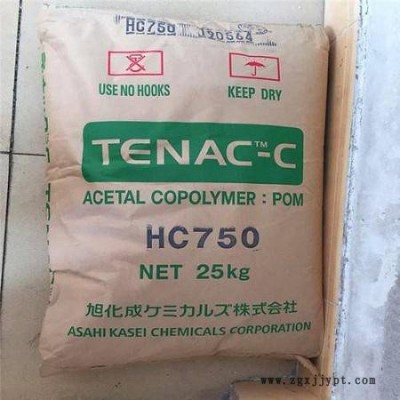 HC750
USE NO HOOKS
KEEP DRY
TENAC™-C
ACETAL COPOLYMER : POM
HC750
NET 25kg
旭化成ケミカルズ株式会社
ASAHI KASEI CHEMICALS CORPORATION
www.zgxjjypt.com